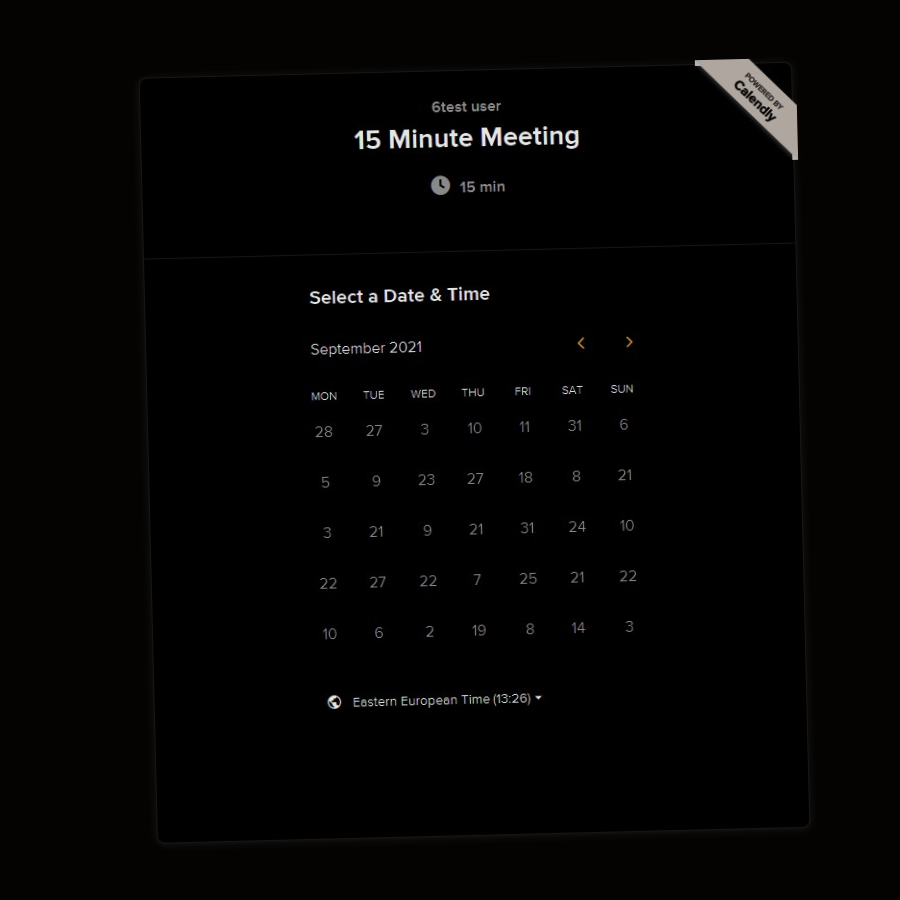 POWERED BY
Calendly
6test user
15 Minute Meeting
15 min
Select a Date & Time
September 2021
MON TUE WED THU FRI SAT SUN
28 27 3 10 11 31 6
5 9 23 27 18 8 21
3 21 9 21 31 24 10
22 27 22 7 25 21 22
10 6 2 19 8 14 3
Eastern European Time (13:26)